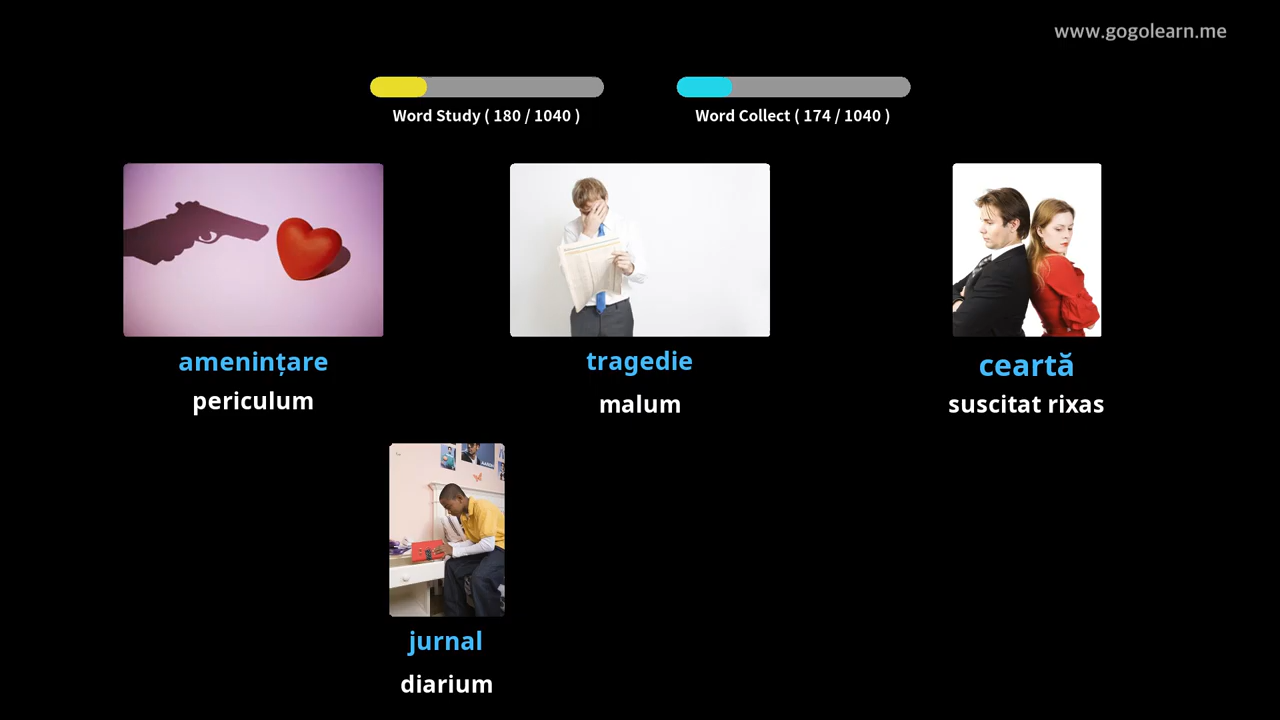 www.gogolearn.me
Word Study ( 180 / 1040 )
Word Collect ( 174 / 1040 )
amenințare
periculum
tragedie
malum
ceartă
suscitat rixas
jurnal
diarium